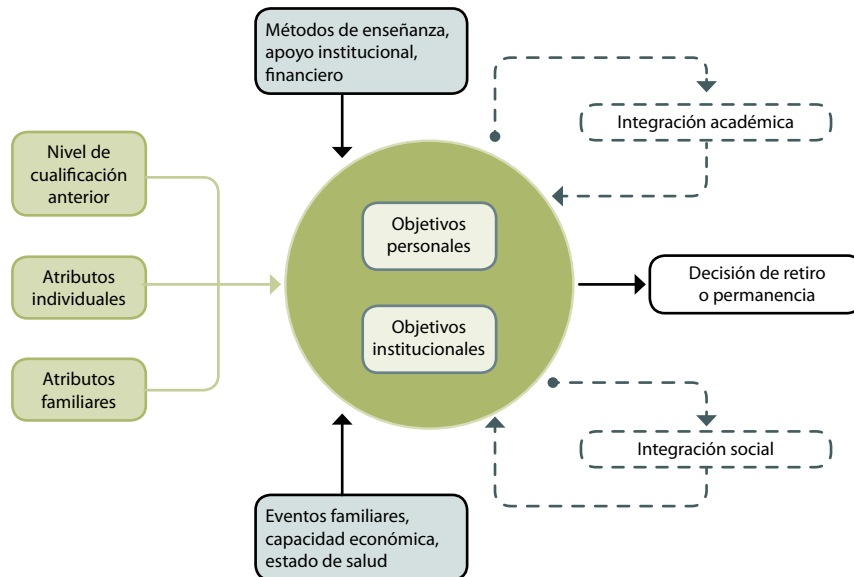 Métodos de enseñanza,
apoyo institucional,
financiero
Integración académica
Nivel de
cualificación
anterior
Objetivos
personales
Atributos
individuales
Decisión de retiro
o permanencia
Objetivos
institucionales
Atributos
familiares
Integración social
Eventos familiares,
capacidad económica,
estado de salud